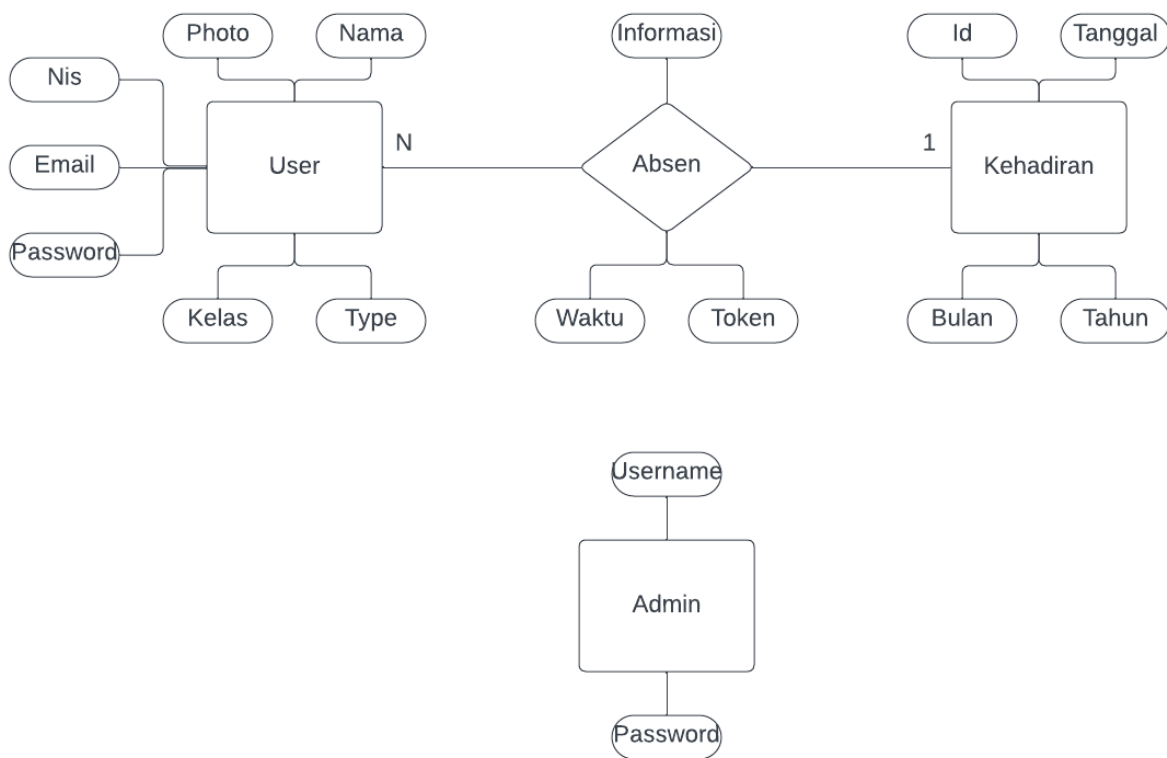 Photo
Nama
Informasi
Id
Tanggal
Nis
Email
Password
User
N
Absen
1
Kehadiran
Kelas
Type
Waktu
Token
Bulan
Tahun
Username
Admin
Password